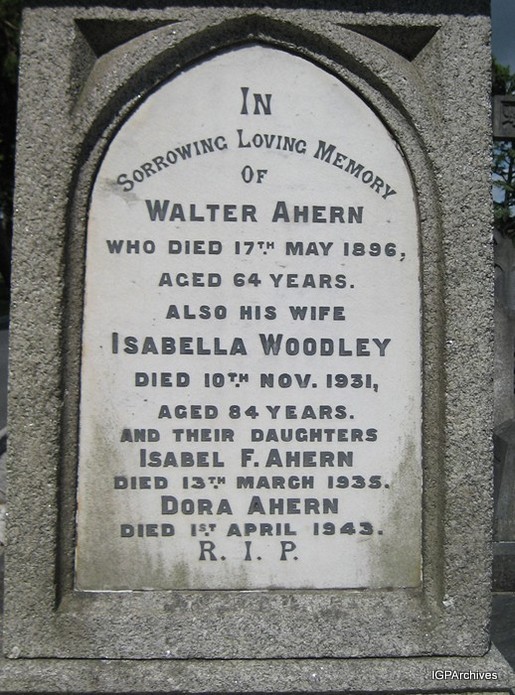 IN
SORROWING LOVING MEMORY
OF
WALTER AHERN
WHO DIED 17TH MAY 1896,
AGED 64 YEARS.
ALSO HIS WIFE
ISABELLA WOODLEY
DIED 10TH NOV. 1931,
AGED 84 YEARS.
AND THEIR DAUGHTERS
ISABEL F. AHERN
DIED 13TH MARCH 1935.
DORA AHERN
DIED 1ST APRIL 1943.
R. I. P.
IGPArchives